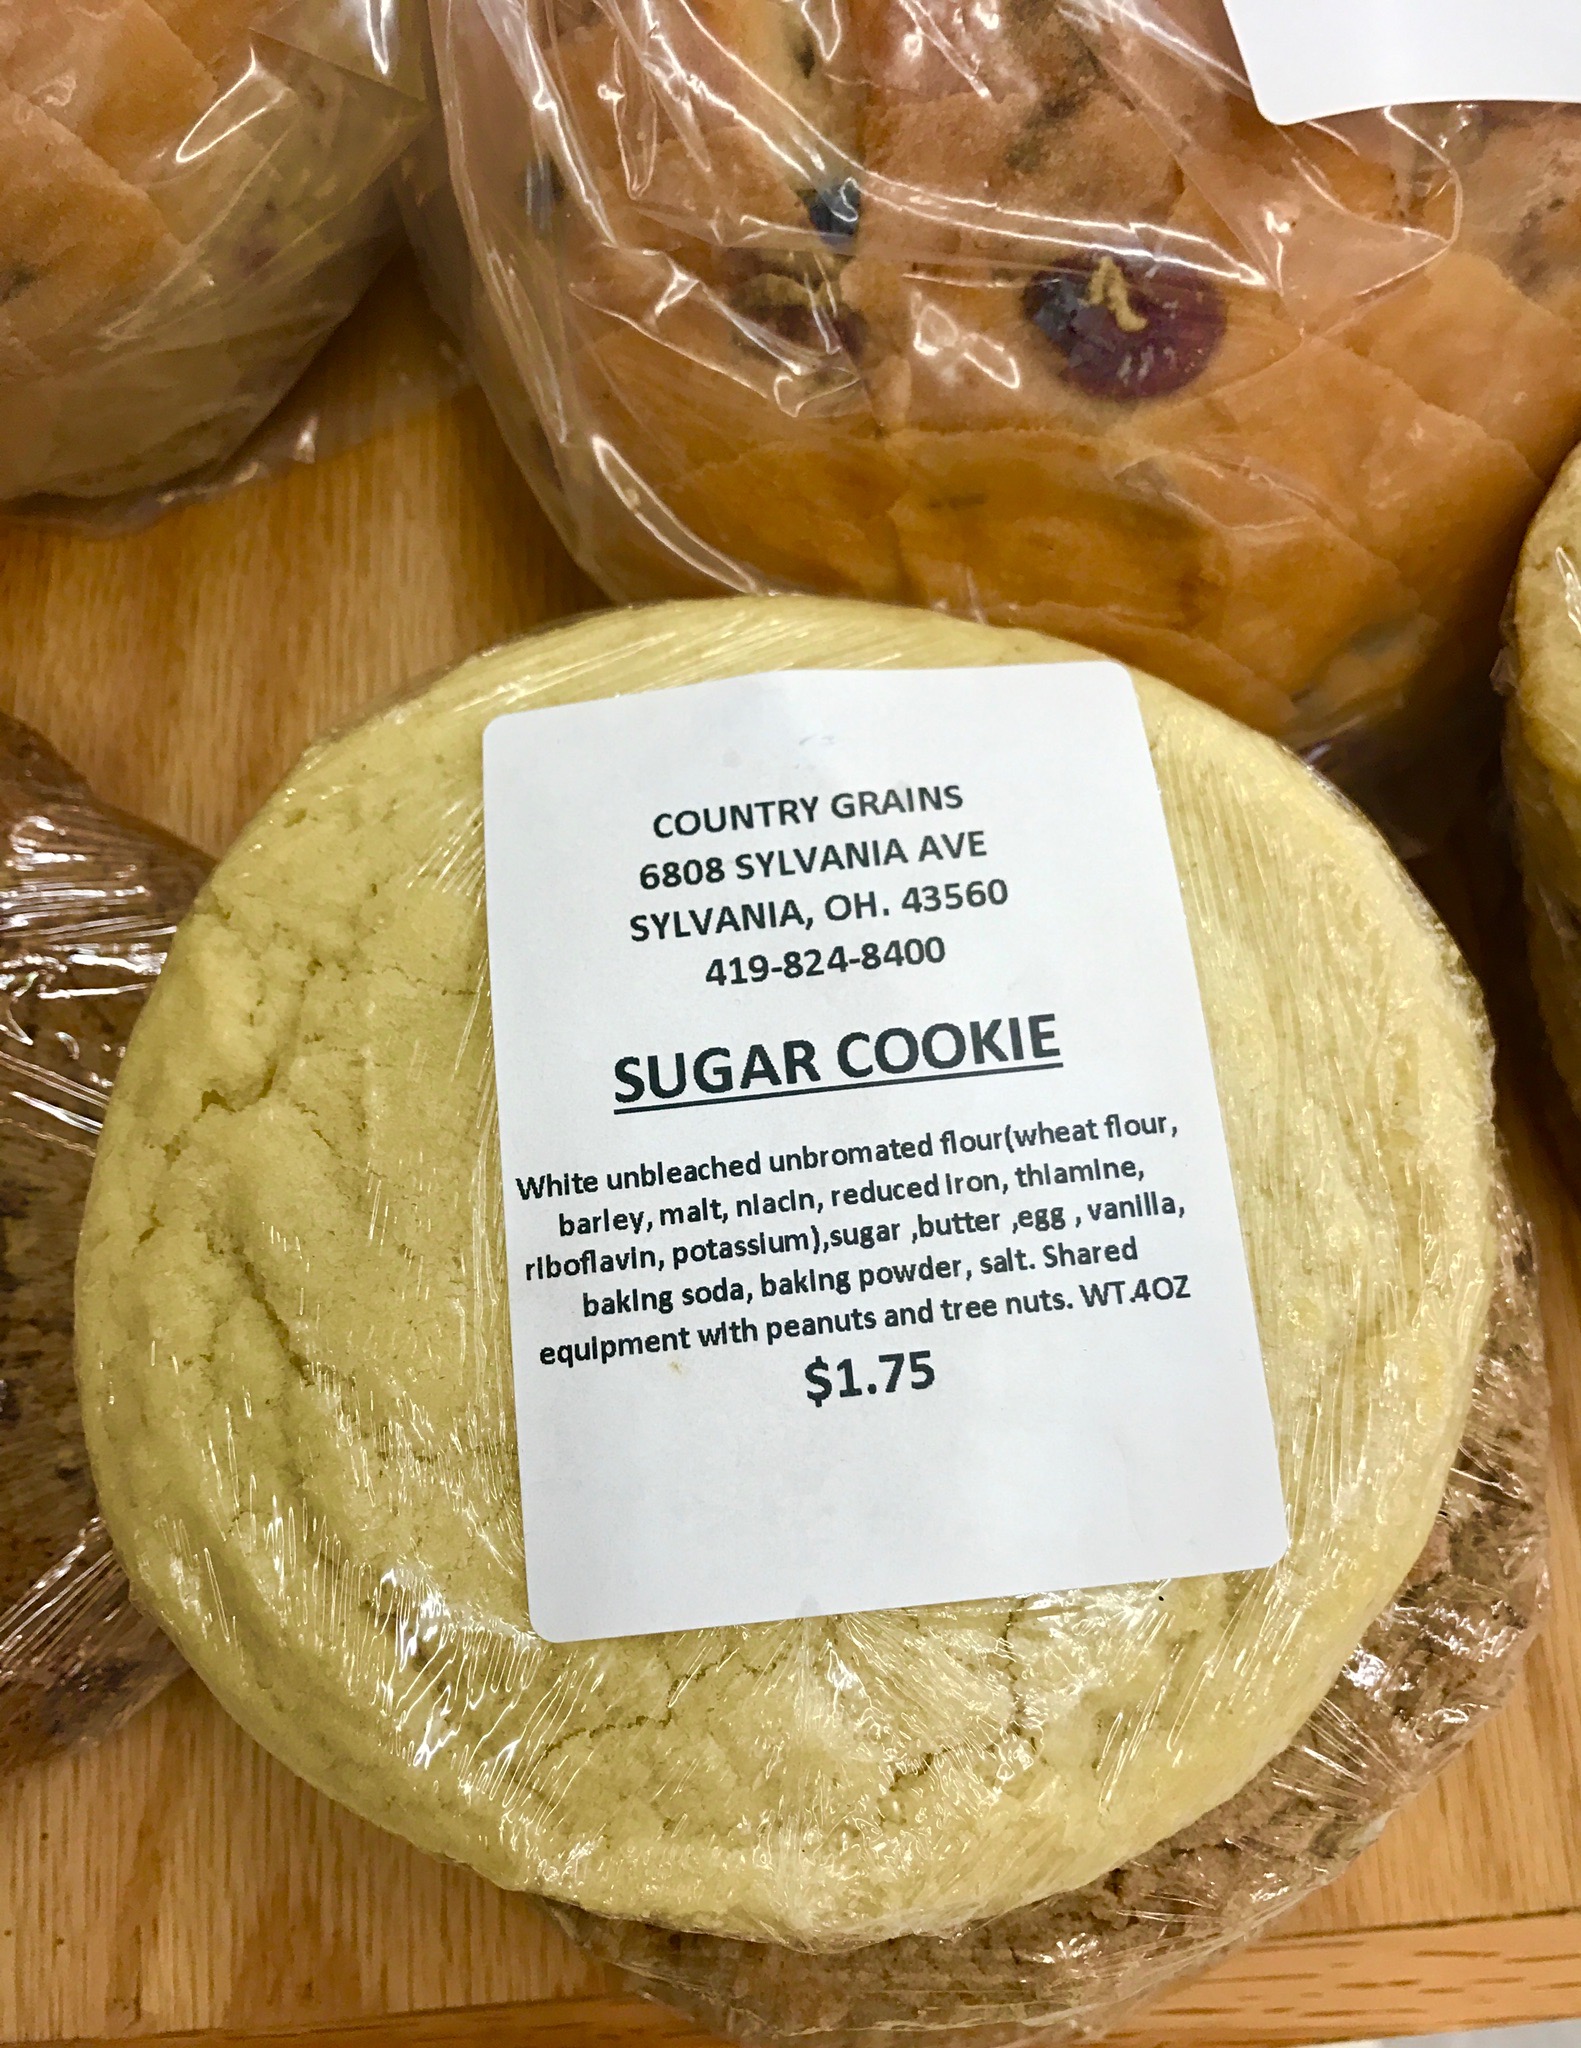 COUNTRY GRAINS
6808 SYLVANIA AVE
SYLVANIA, OH. 43560
419-824-8400
SUGAR COOKIE
White unbleached unbromated flour(wheat flour,
barley, malt, niacin, reduced iron, thiamine,
riboflavin, potassium),sugar ,butter ,egg , vanilla,
baking soda, baking powder, salt. Shared
equipment with peanuts and tree nuts. WT.4OZ
$1.75